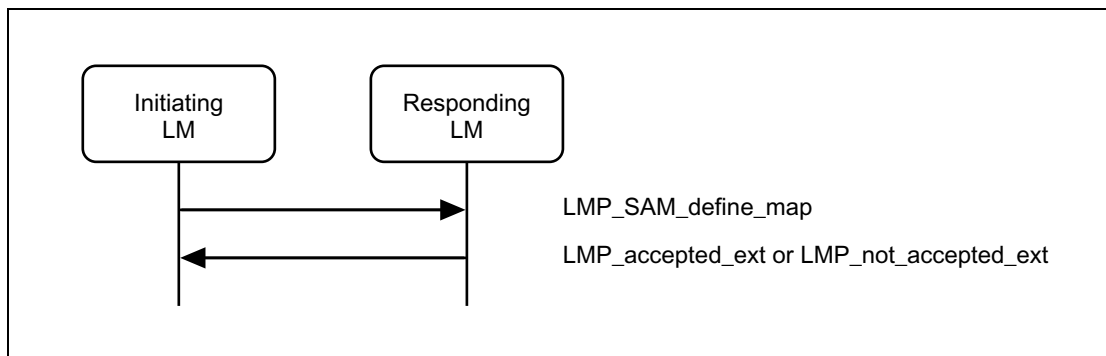 Initiating
LM
Responding
LM
LMP_SAM_define_map
LMP_accepted_ext or LMP_not_accepted_ext